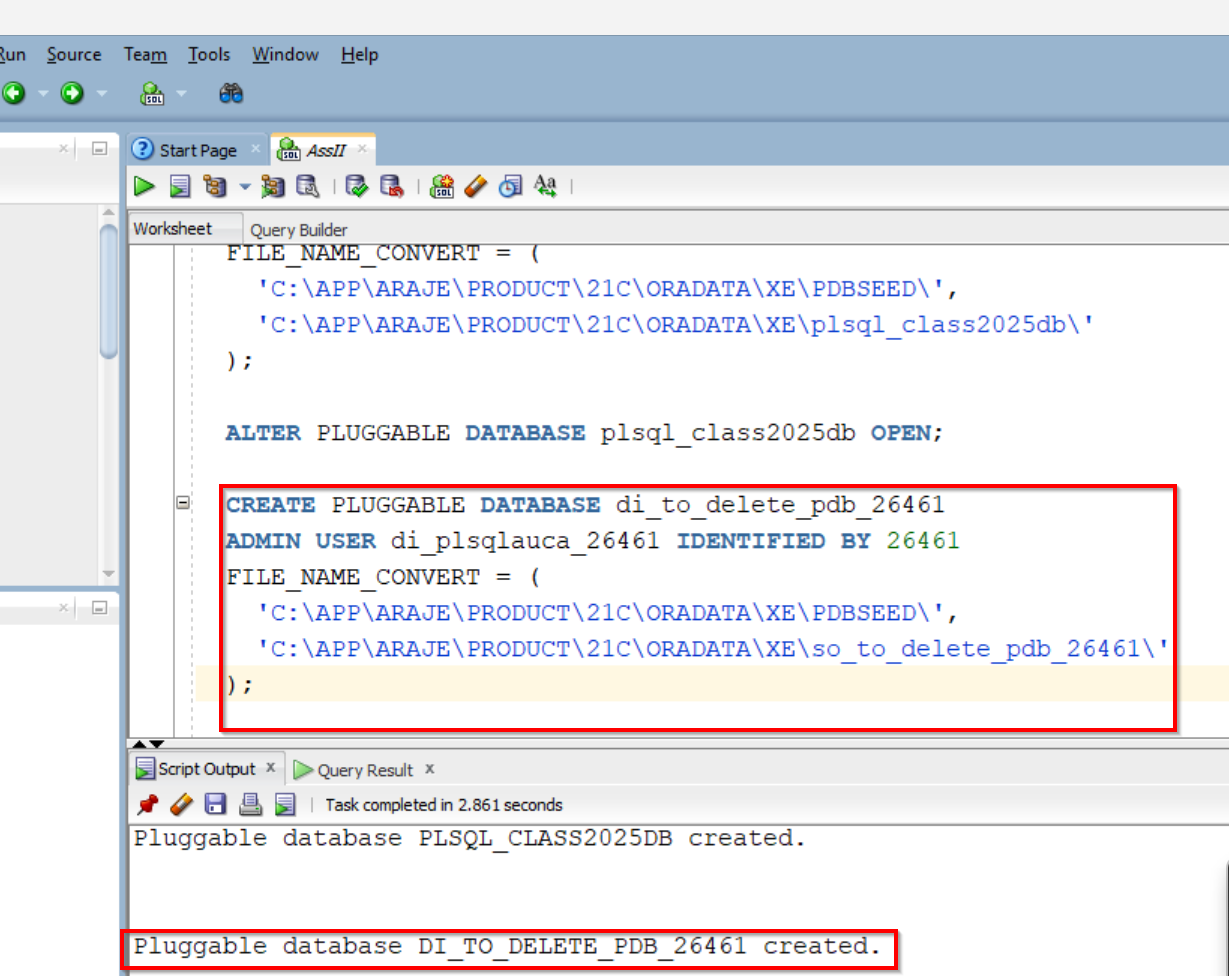 Run Source Team Tools Window Help
SQL
Start Page AssII
Worksheet Query Builder
FILE_NAME_CONVERT = (
'C:\APP\ARAJE\PRODUCT\21C\ORADATA\XE\PDBSEED\',
'C:\APP\ARAJE\PRODUCT\21C\ORADATA\XE\plsql_class2025db\'
);
ALTER PLUGGABLE DATABASE plsql_class2025db OPEN;
CREATE PLUGGABLE DATABASE di_to_delete_pdb_26461
ADMIN USER di_plsqlauca_26461 IDENTIFIED BY 26461
FILE_NAME_CONVERT = (
'C:\APP\ARAJE\PRODUCT\21C\ORADATA\XE\PDBSEED\',
'C:\APP\ARAJE\PRODUCT\21C\ORADATA\XE\so_to_delete_pdb_26461\'
);
Script Output x Query Result x
Task completed in 2.861 seconds
Pluggable database PLSQL_CLASS2025DB created.
Pluggable database DI_TO_DELETE_PDB_26461 created.